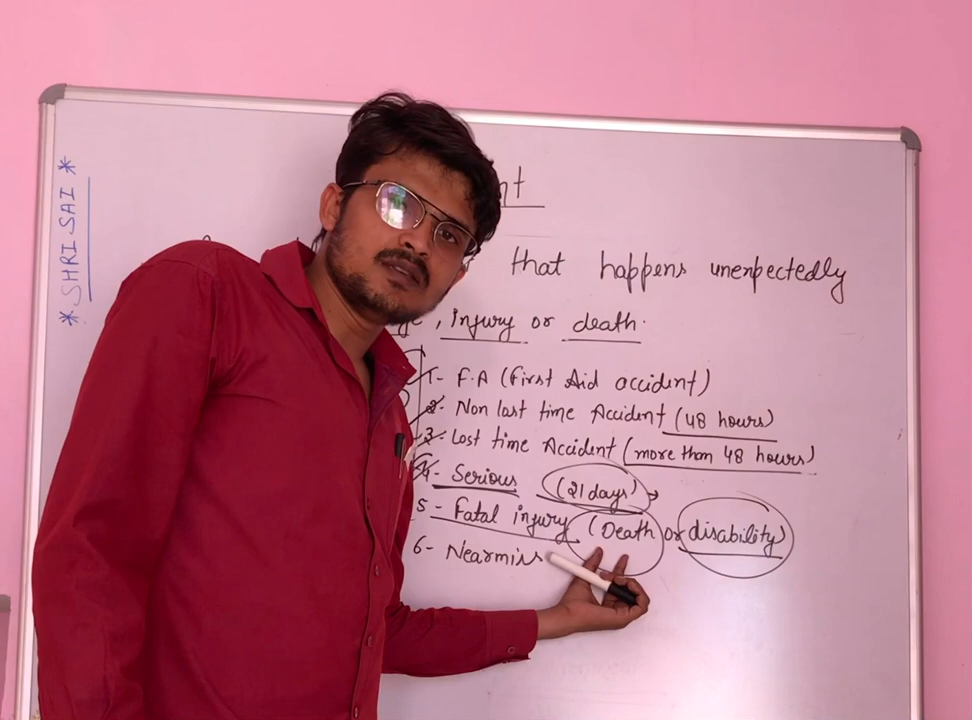 * SHRI SAI *
nt
that happens unenpectedly
, injury or death.
1- F.A (First Aid accident)
2- Non last time Accident (48 hours)
3- Lost time Accident (more than 48 hours)
4- Serious (21 days)
5- Fatal injury (Death or disability)
6- Nearmiss